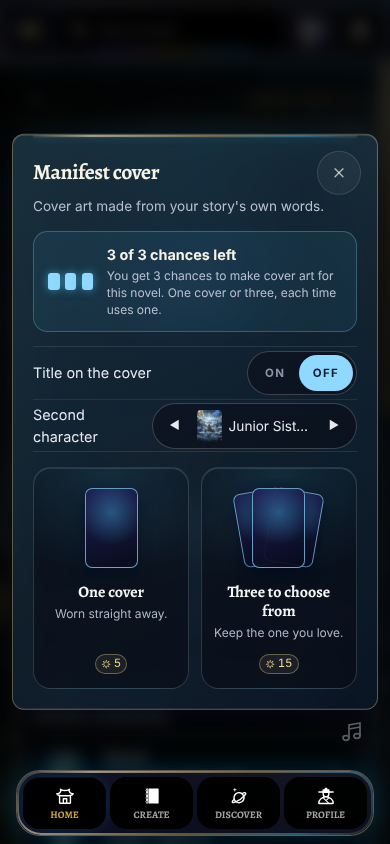 Manifest cover
Cover art made from your story's own words.
3 of 3 chances left
You get 3 chances to make cover art for
this novel. One cover or three, each time
uses one.
Title on the cover
ON
OFF
Second
character
Junior Sist...
One cover
Worn straight away.
5
Three to choose
from
Keep the one you love.
15
HOME
CREATE
DISCOVER
PROFILE